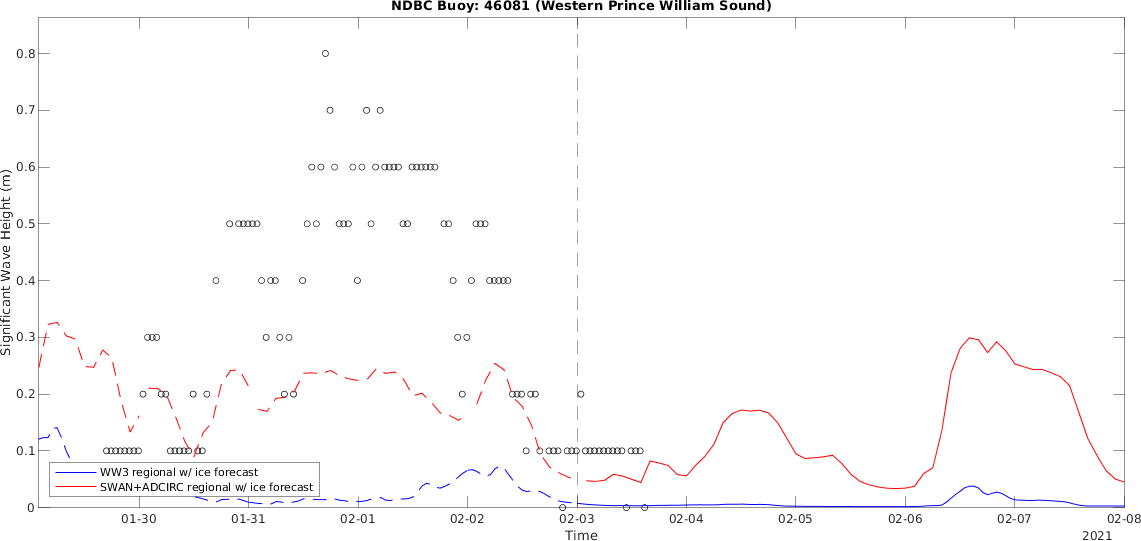 NDBC Buoy: 46081 (Western Prince William Sound)
Significant Wave Height (m)
0.8
0.7
0.6
0.5
0.4
0.3
0.2
0.1
0
WW3 regional w/ ice forecast
SWAN+ADCIRC regional w/ ice forecast
01-30 01-31 02-01 02-02 02-03 02-04 02-05 02-06 02-07 02-08
Time
2021